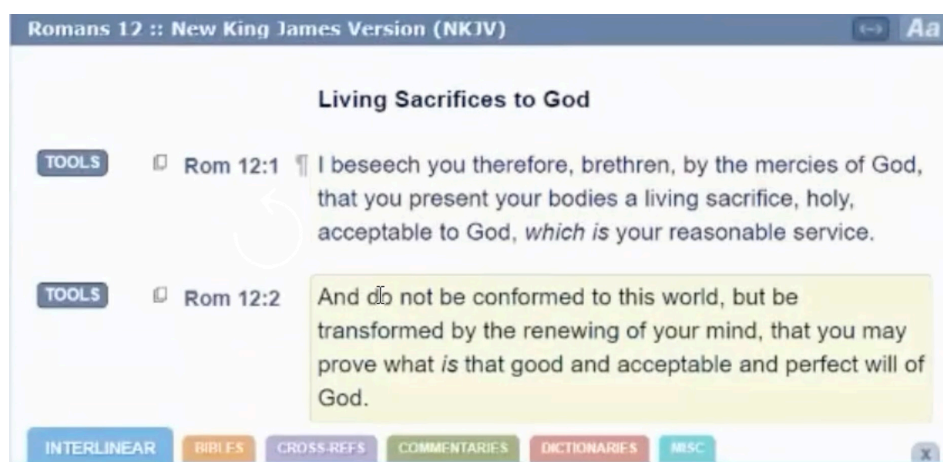 Romans 12 :: New King James Version (NKJV)
Aa
Living Sacrifices to God
TOOLS Rom 12:1 ¶ I beseech you therefore, brethren, by the mercies of God,
that you present your bodies a living sacrifice, holy,
acceptable to God, which is your reasonable service.
TOOLS Rom 12:2 And do not be conformed to this world, but be
transformed by the renewing of your mind, that you may
prove what is that good and acceptable and perfect will of
God.
INTERLINEAR BIBLES CROSS-REFS COMMENTARIES DICTIONARIES MISC X